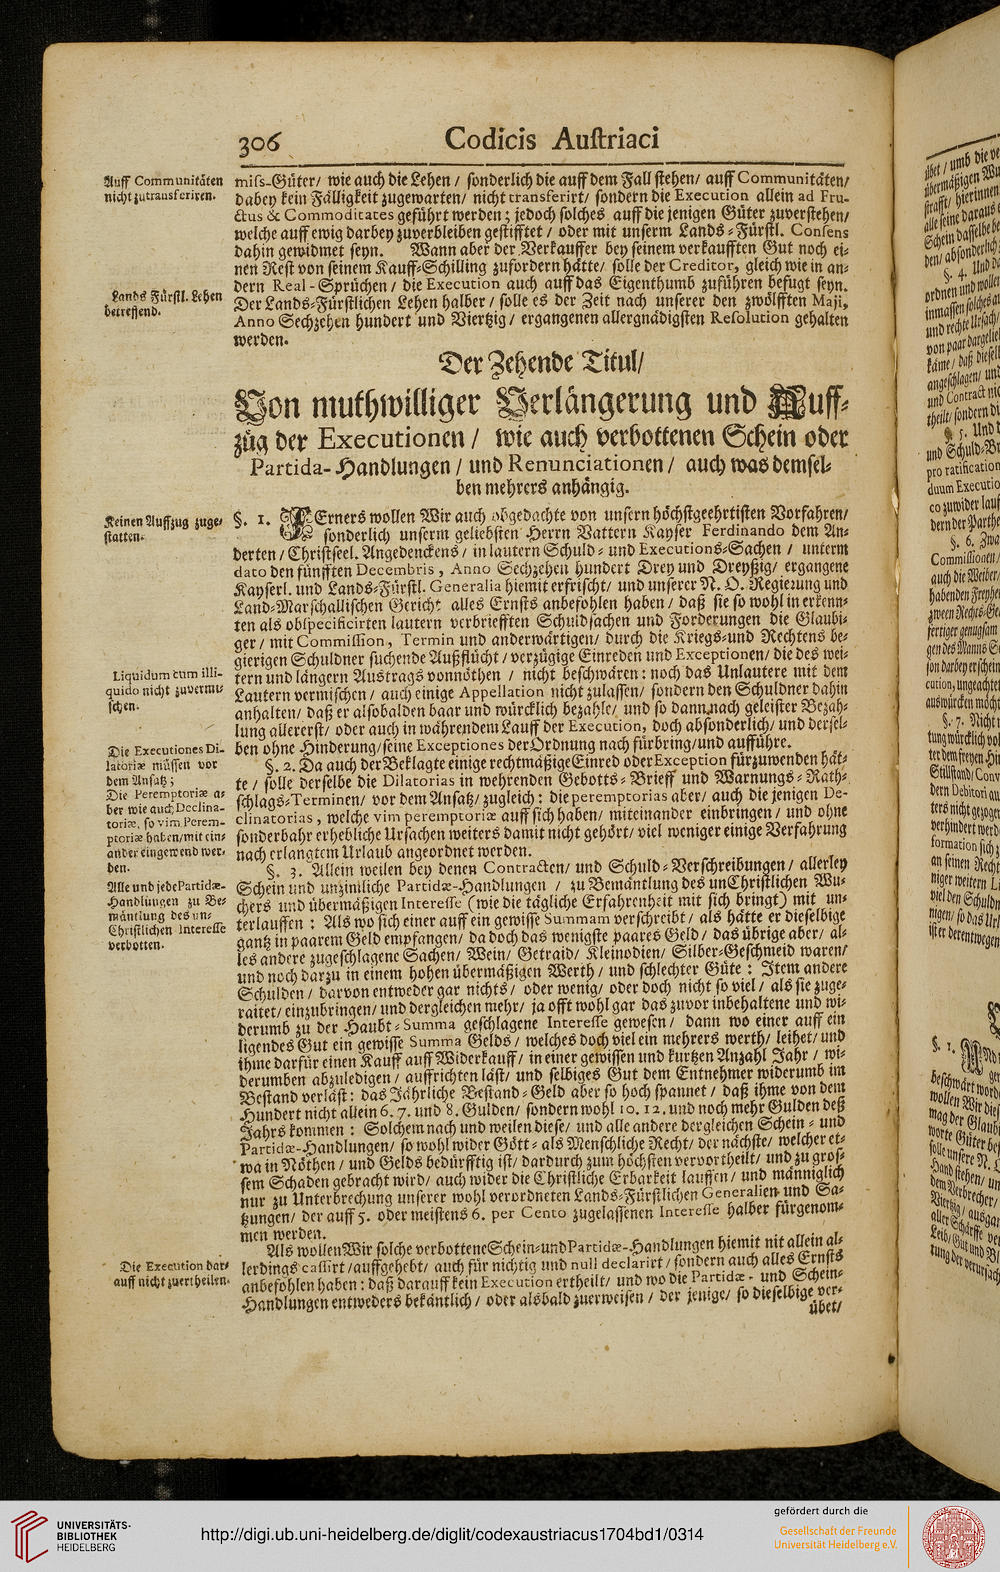 306 Codicis Austriaci
Auff Communitäten
nicht zutransferiren.
miss-Güter/ wie auch die Lehen / sonderlich die auff dem Fall stehen/ auff Communitäten/
dabey kein Fälligkeit zugewarten/ nicht transferirt/ sondern die Execution allein ad Fru-
ctus & Commoditates geführt werden; jedoch solches auff die jenigen Güter zuverstehen/
welche auff ewig darbey zuverbleiben gestifftet / oder mit unserm Lands-Fürstl. Consens
dahin gewidmet seyn. Wann aber der Verkauffer bey seinem verkaufften Gut noch ei-
nen Rest von seinem Kauff-Schilling zufordern hätte/ solle der Creditor, gleich wie in an-
dern Real-Sprüchen / die Execution auch auff das Eigenthumb zuführen befugt seyn.
Lands Fürstl. Lehen
betreffend.
Der Lands-Fürstlichen Lehen halber / solle es der Zeit nach unserer den zwölfften Maji,
Anno Sechzehen hundert und Viertzig / ergangenen allergnädigsten Resolution gehalten
werden.
Der Zehende Titul/
Von muthwilliger Verlängerung und Auff-
züg der Executionen / wie auch verbottenen Schein oder
Partida-Handlungen / und Renunciationen / auch was demsel-
ben mehrers anhängig.
Keinen Auffzug zuge-
statten.
§. 1. FErners wollen Wir auch obgedachte von unsern höchstgeehrtisten Vorfahren/
sonderlich unserm geliebsten Herrn Vattern Kayser Ferdinando dem An-
derten / Christseel. Angedenckens / in lautern Schuld- und Executions-Sachen / unterm
dato den fünfften Decembris, Anno Sechzehen hundert Drey und Dreyßig/ ergangene
Kayserl. und Lands-Fürstl. Generalia hiemit erfrischt/ und unserer N. O. Regierung und
Land-Marschallischen Gericht alles Ernsts anbefohlen haben / daß sie so wohl in erkenn-
ten als obspecificirten lautern verbriefften Schuldsachen und Forderungen die Glaubi-
ger / mit Commission, Termin und anderwärtigen/ durch die Kriegs-und Rechtens be-
gierigen Schuldner suchende Außflücht / verzügige Einreden und Exceptionen/ die des wei-
tern und längern Austrags vonnöthen / nicht beschwären: noch das Unlautere mit dem
Liquidum cum illi-
quido nicht zuvermi-
schen.
Lautern vermischen / auch einige Appellation nicht zulassen/ sondern den Schuldner dahin
anhalten/ daß er alsobalden baar und würcklich bezahle/ und so dann nach geleister Bezah-
lung allererst/ oder auch in währendem Lauff der Execution, doch absonderlich/ und dersel-
ben ohne Hinderung/ seine Exceptiones der Ordnung nach fürbring/ und aufführe.
Die Executiones Di-
latoriæ müssen vor
dem Ansatz;
Die Peremptoriæ a-
ber wie auch Declina-
toriæ, so vim Perem-
ptoriæ haben/ mit ein-
ander eingewend wer-
den.
§. 2. Da auch der Beklagte einige rechtmäßige Einred oder Exception fürzuwenden hät-
te / solle derselbe die Dilatorias in wehrenden Gebotts-Brieff und Warnungs-Rath-
schlags-Terminen/ vor dem Ansatz/ zugleich: die peremptorias aber/ auch die jenigen De-
clinatorias, welche vim peremptoriæ auff sich haben/ miteinander einbringen / und ohne
sonderbahr erhebliche Ursachen weiters damit nicht gehört/ viel weniger einige Verfahrung
nach erlangtem Urlaub angeordnet werden.
Alle und jede Partidæ-
Handlungen zu Be-
mäntlung des un-
Christlichen Interesse
verbotten.
§. 3. Allein weilen bey denen Contracten/ und Schuld-Verschreibungen / allerley
Schein und unzimliche Partidæ-Handlungen / zu Bemäntlung des unChristlichen Wu-
chers und übermäßigen Interesse (wie die tägliche Erfahrenheit mit sich bringt) mit un-
terlauffen: Als wo sich einer auff ein gewisse Summam verschreibt / als hätte er dieselbige
gantz in paarem Geld empfangen/ da doch das wenigste paares Geld / das übrige aber/ al-
les andere zugeschlagene Sachen/ Wein/ Getraid/ Kleinodien/ Silber-Geschmeid waren/
und noch darzu in einem hohen übermäßigen Werth / und schlechter Güte: Item andere
Schulden / darvon entweder gar nichts / oder wenig/ oder doch nicht so viel / als sie zuge-
raitet/ einzubringen/ und dergleichen mehr/ ja offt wohl gar das zuvor inbehaltene und wi-
derumb zu der Haubt-Summa geschlagene Interesse gewesen/ dann wo einer auff ein
ligendes Gut ein gewisse Summa Gelds / welches doch viel ein mehrers werth/ leihet/ und
ihme darfür einen Kauff auff Widerkauff/ in einer gewissen und kurtzen Anzahl Jahr / wi-
derumben abzuledigen / auffrichten läst/ und selbiges Gut dem Entnehmer widerumb im
Bestand verläst: das Jährliche Bestand-Geld aber so hoch spannet / daß ihme von dem
Hundert nicht allein 6. 7. und 8. Gulden/ sondern wohl 10. 12. und noch mehr Gulden deß
Jahrs kommen: Solchem nach und weilen diese/ und alle andere dergleichen Schein- und
Partidæ-Handlungen/ so wohl wider Gött- als Menschliche Recht/ der nächste/ welcher et-
wa in Nöthen / und Gelds bedürfftig ist/ dardurch zum höchsten vervortheilt/ und zu gros-
sem Schaden gebracht wird/ auch wider die Christliche Erbarkeit lauffen / und männiglich
nur zu Unterbrechung unserer wohl verordneten Lands-Fürstlichen Generalien und Sa-
tzungen/ der auff 5. oder meistens 6. per Cento zugelassenen Interesse halber fürgenom-
men werden.
Die Execution dar-
auff nicht zuertheilen.
Als wollen Wir solche verbottene Schein- und Partidæ-Handlungen hiemit nit allein al-
lerdings cassirt / auffgehebt/ auch für nichtig und null declarirt / sondern auch alles Ernsts
anbefohlen haben: daß darauff kein Execution ertheilt/ und wo die Partidæ- und Schein-
Handlungen entweders bekäntlich / oder alsbald zuerweisen / der jenige/ so dieselbige ver-
übet/
UNIVERSITÄTS-
BIBLIOTHEK
HEIDELBERG
http://digi.ub.uni-heidelberg.de/diglit/codexaustriacus1704bd1/0314
gefördert durch die
Gesellschaft der Freunde
Universität Heidelberg e.V.